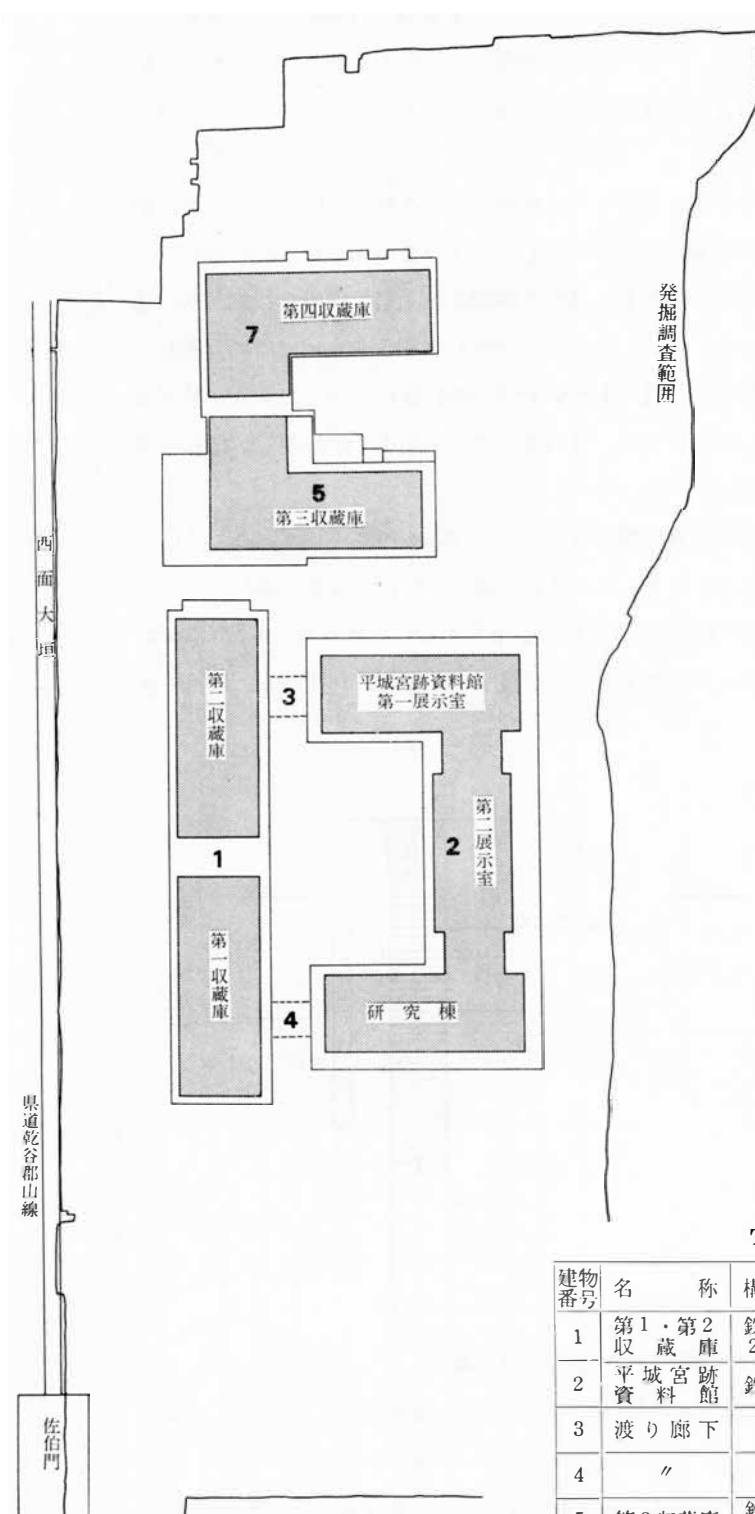 発掘調査範囲
第四収蔵庫
7
5
第三収蔵庫
西面大垣
第二収蔵庫
3
平城宮跡資料館
第一展示室
1
2
第二展示室
第一収蔵庫
4
研究棟
県道乾谷郡山線
佐伯門
建物番号 名称
1 第1・第2収蔵庫 2
2 平城宮跡資料館
3 渡り廊下
4 〃